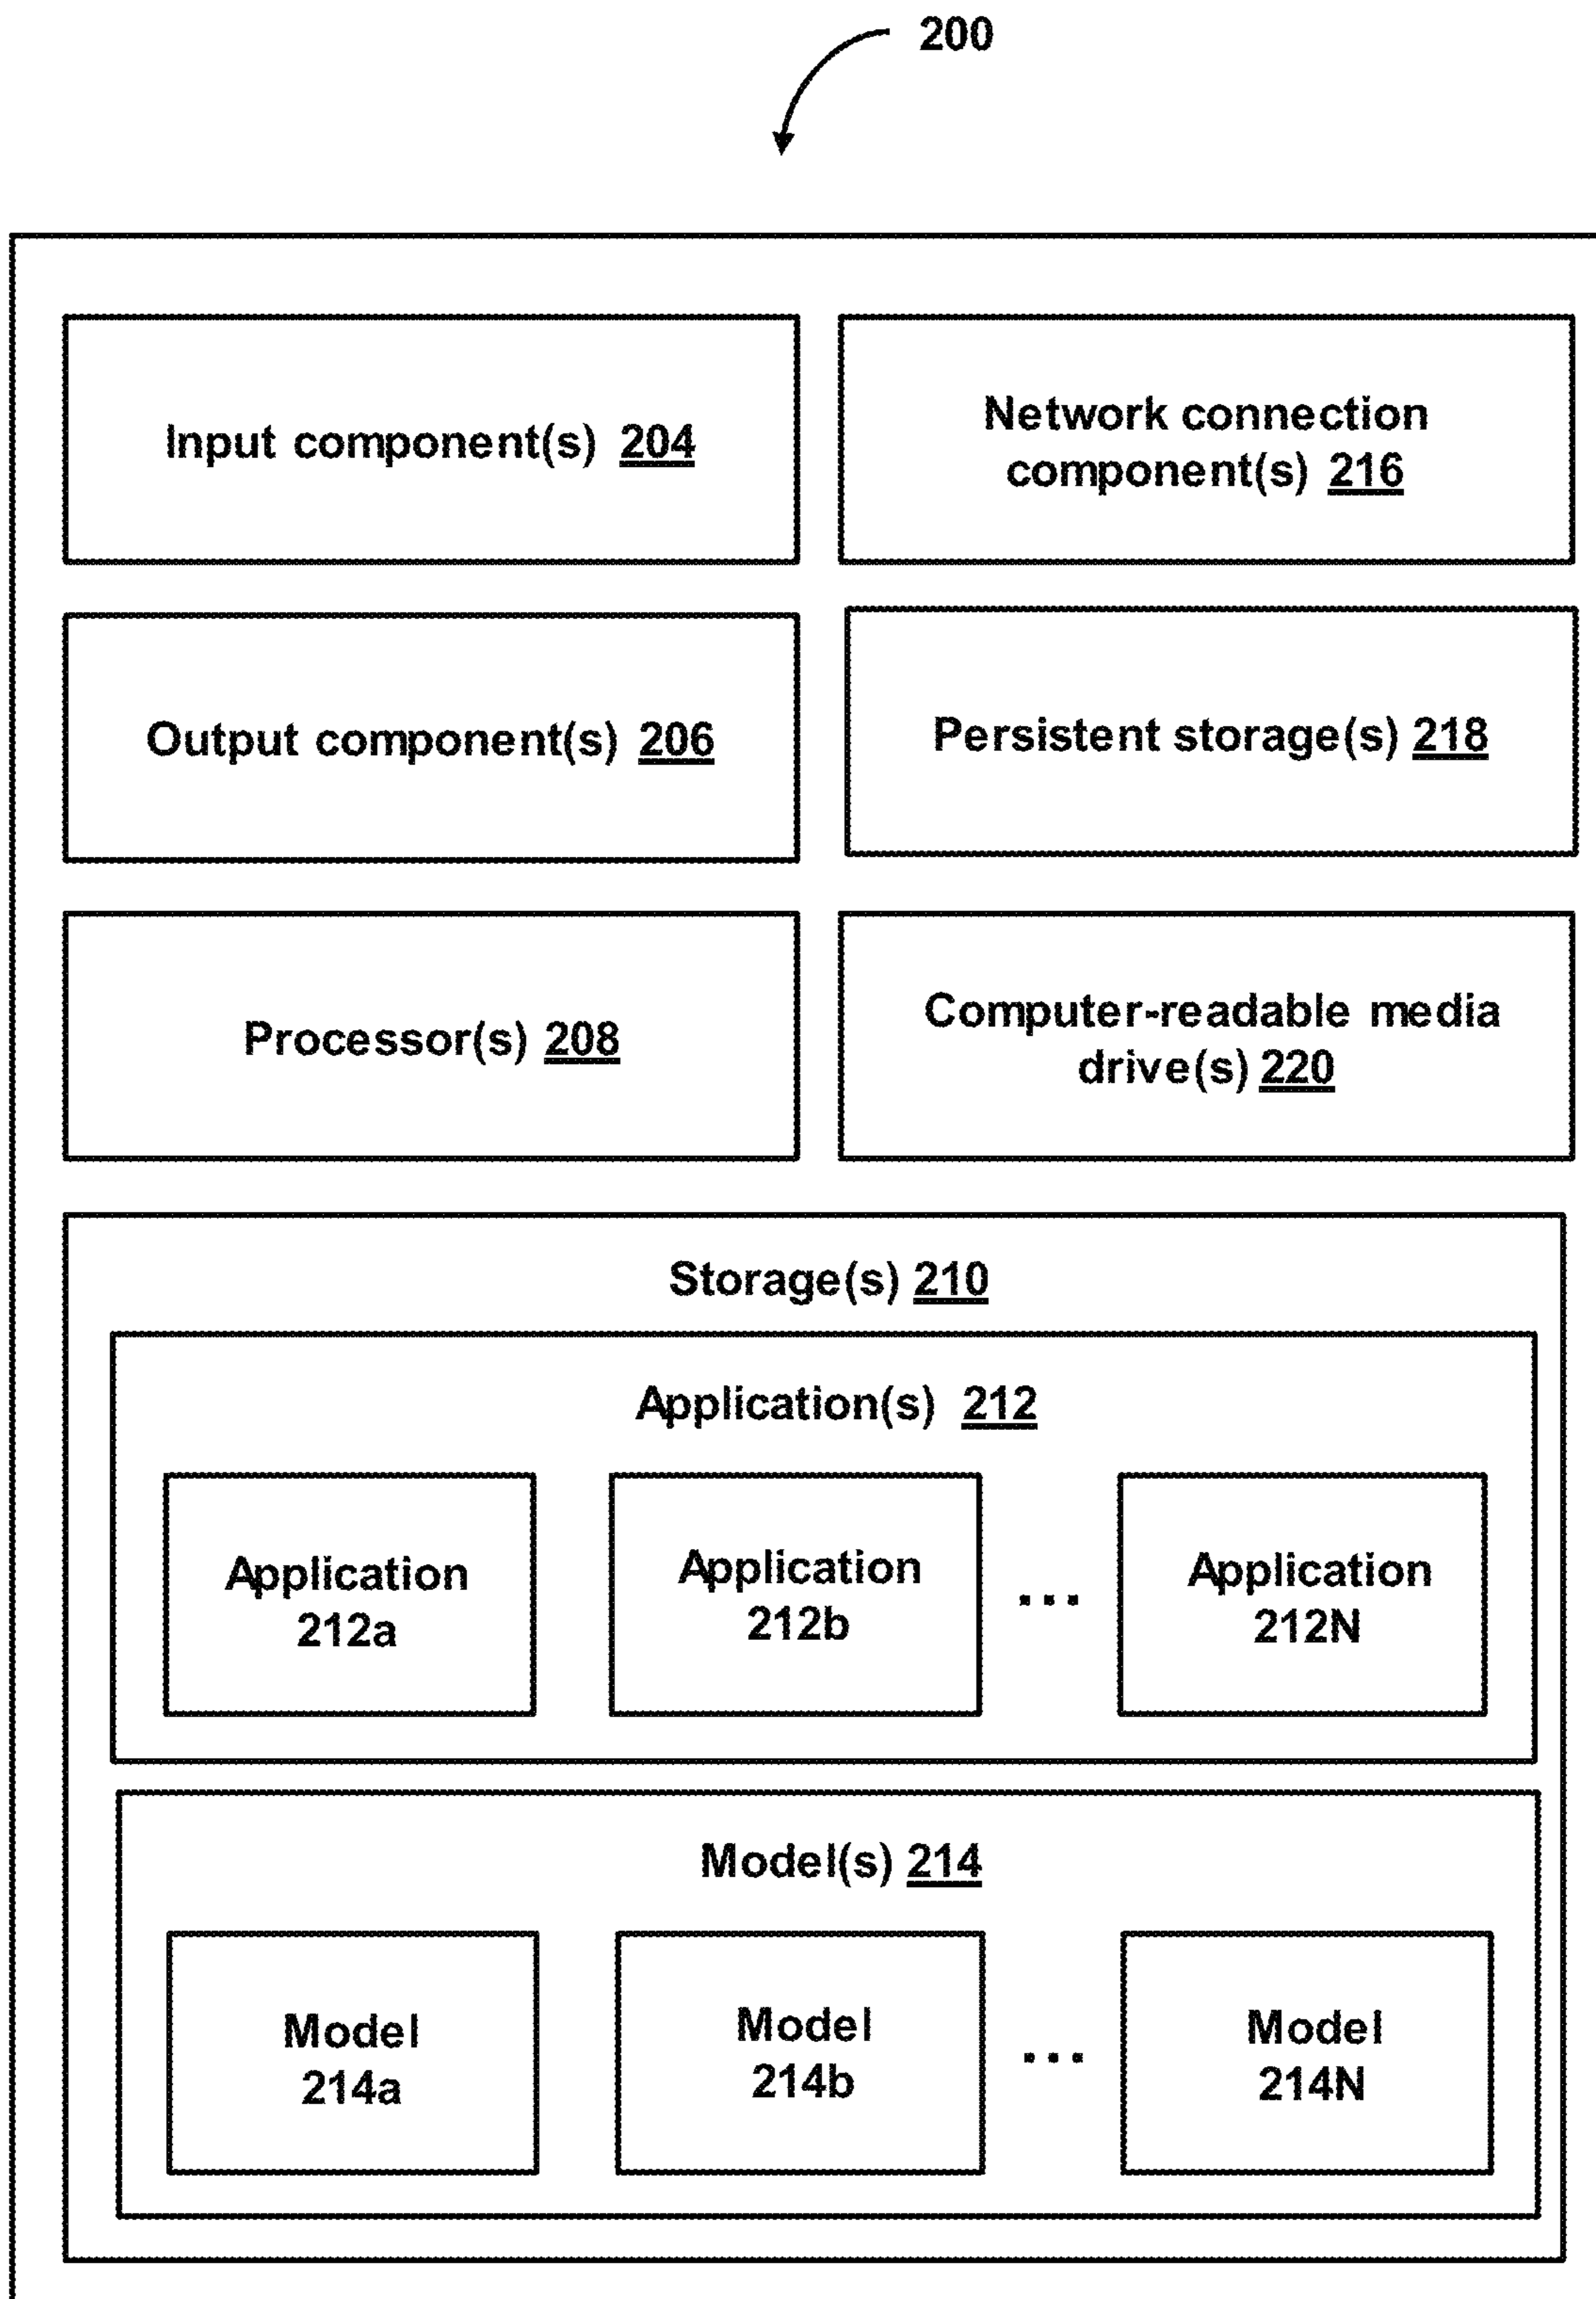 200
Input component(s) 204
Network connection
component(s) 216
Output component(s) 206
Persistent storage(s) 218
Processor(s) 208
Computer-readable media
drive(s) 220
Storage(s) 210
Application(s) 212
Application
212a
Application
212b
...
Application
212N
Model(s) 214
Model
214a
Model
214b
...
Model
214N